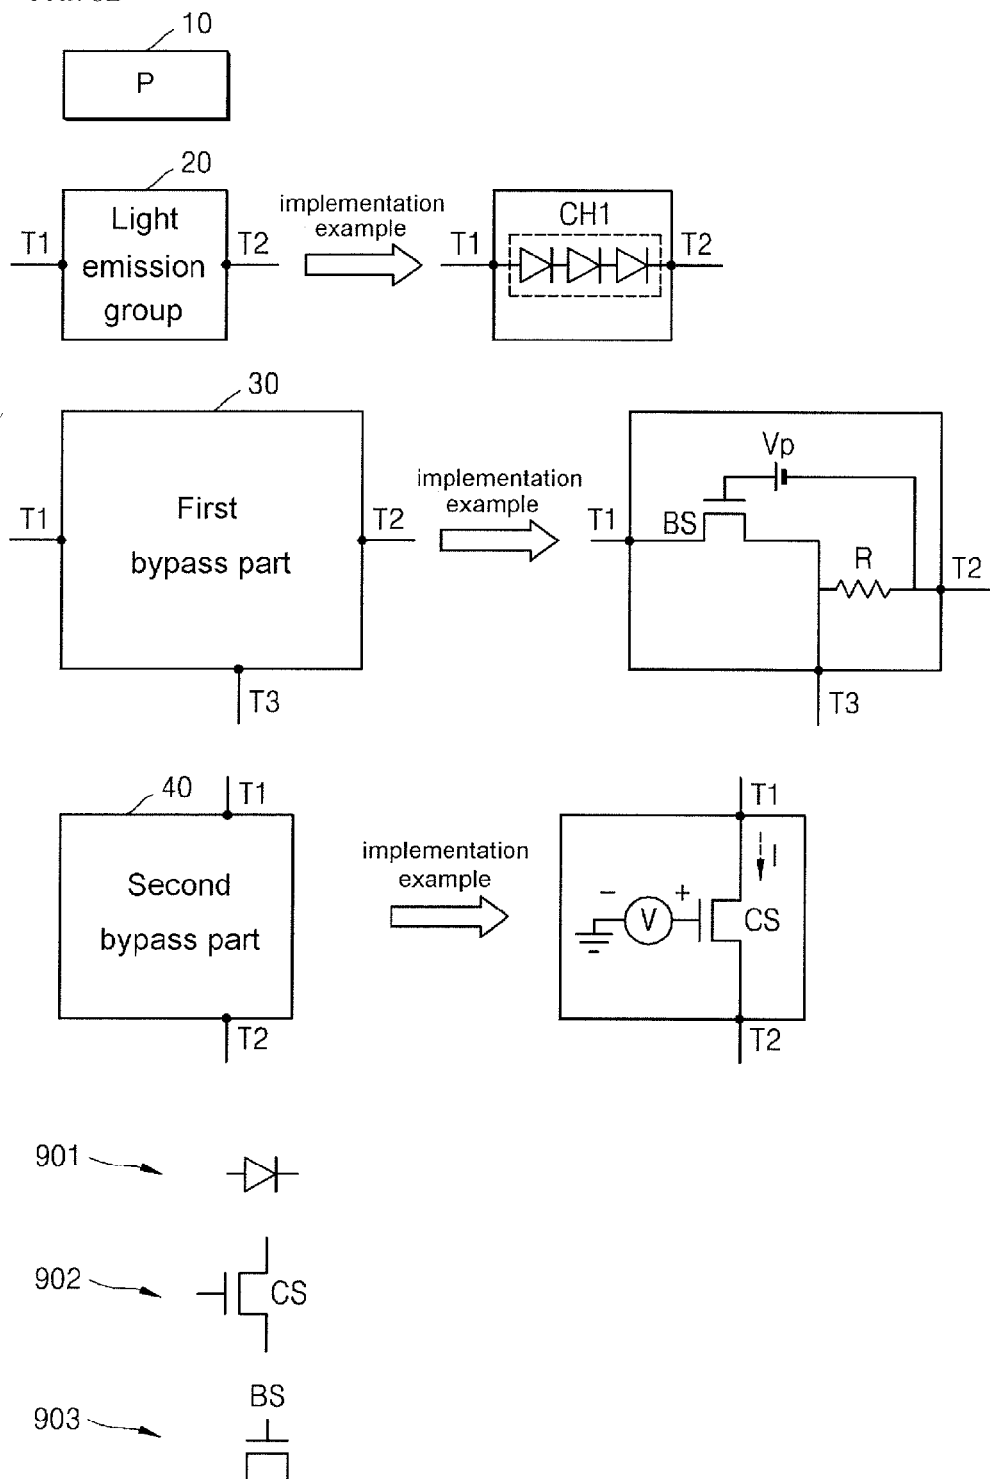 10
P
20
Light
emission
group
T1
T2
implementation
example
CH1
T1
T2
30
First
bypass part
T1
T2
T3
implementation
example
Vp
BS
R
T1
T2
T3
40
T1
Second
bypass part
T2
implementation
example
T1
I
- +
V
CS
T2
901
902
CS
BS
903